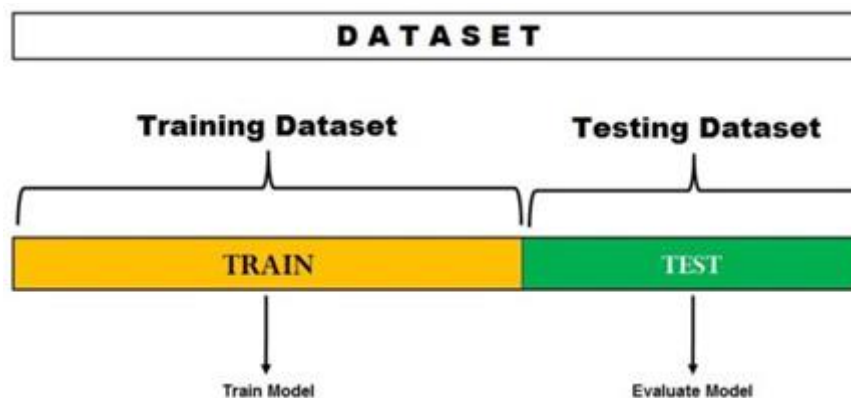 DATASET
Training Dataset
Testing Dataset
TRAIN
TEST
Train Model
Evaluate Model